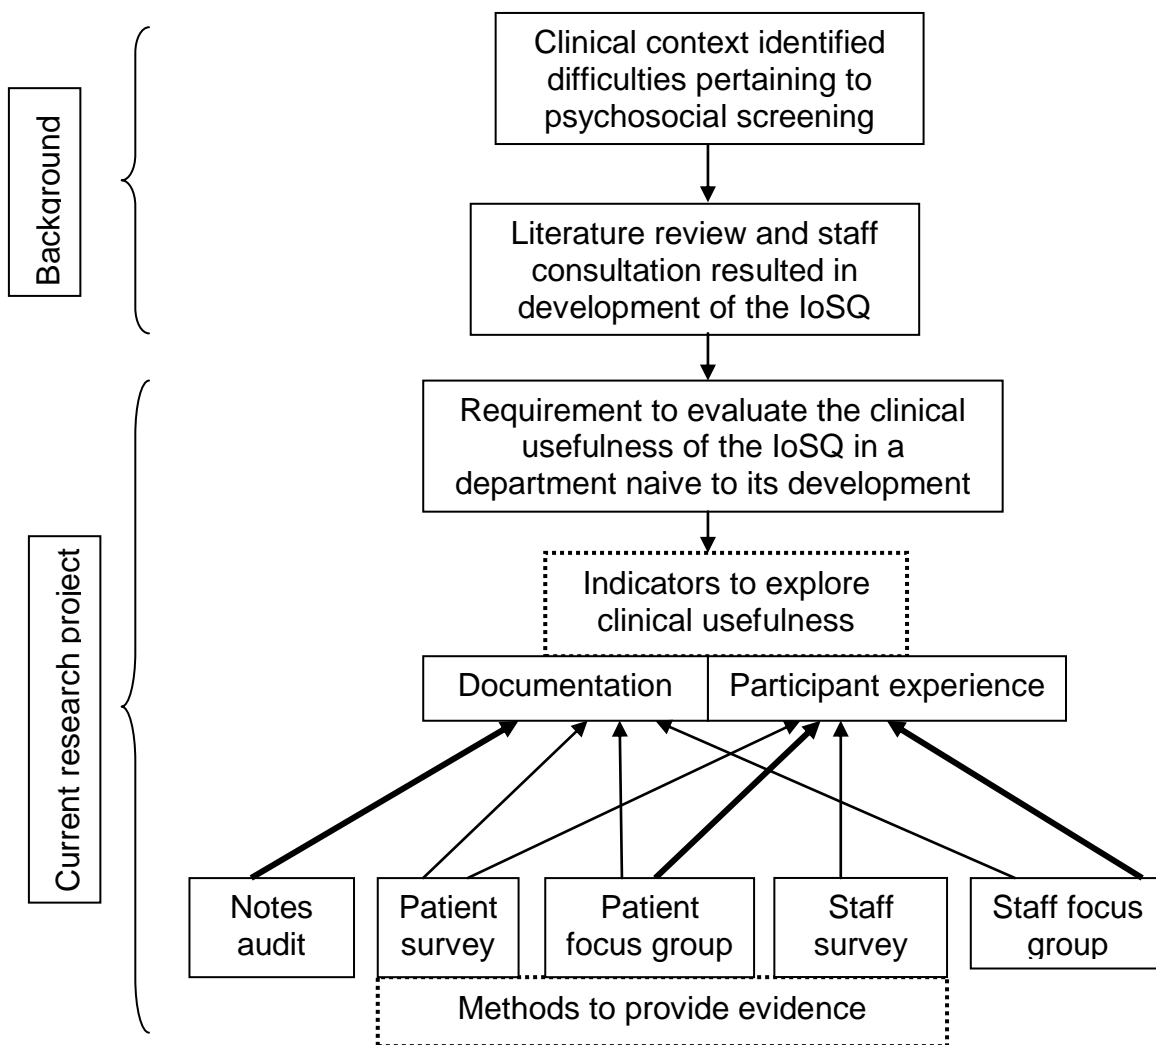 Background
Clinical context identified
difficulties pertaining to
psychosocial screening
Literature review and staff
consultation resulted in
development of the IoSQ
Current research project
Requirement to evaluate the clinical
usefulness of the IoSQ in a
department naive to its development
Indicators to explore
clinical usefulness
Documentation
Participant experience
Notes
audit
Patient
survey
Patient
focus group
Staff
survey
Staff focus
group
Methods to provide evidence